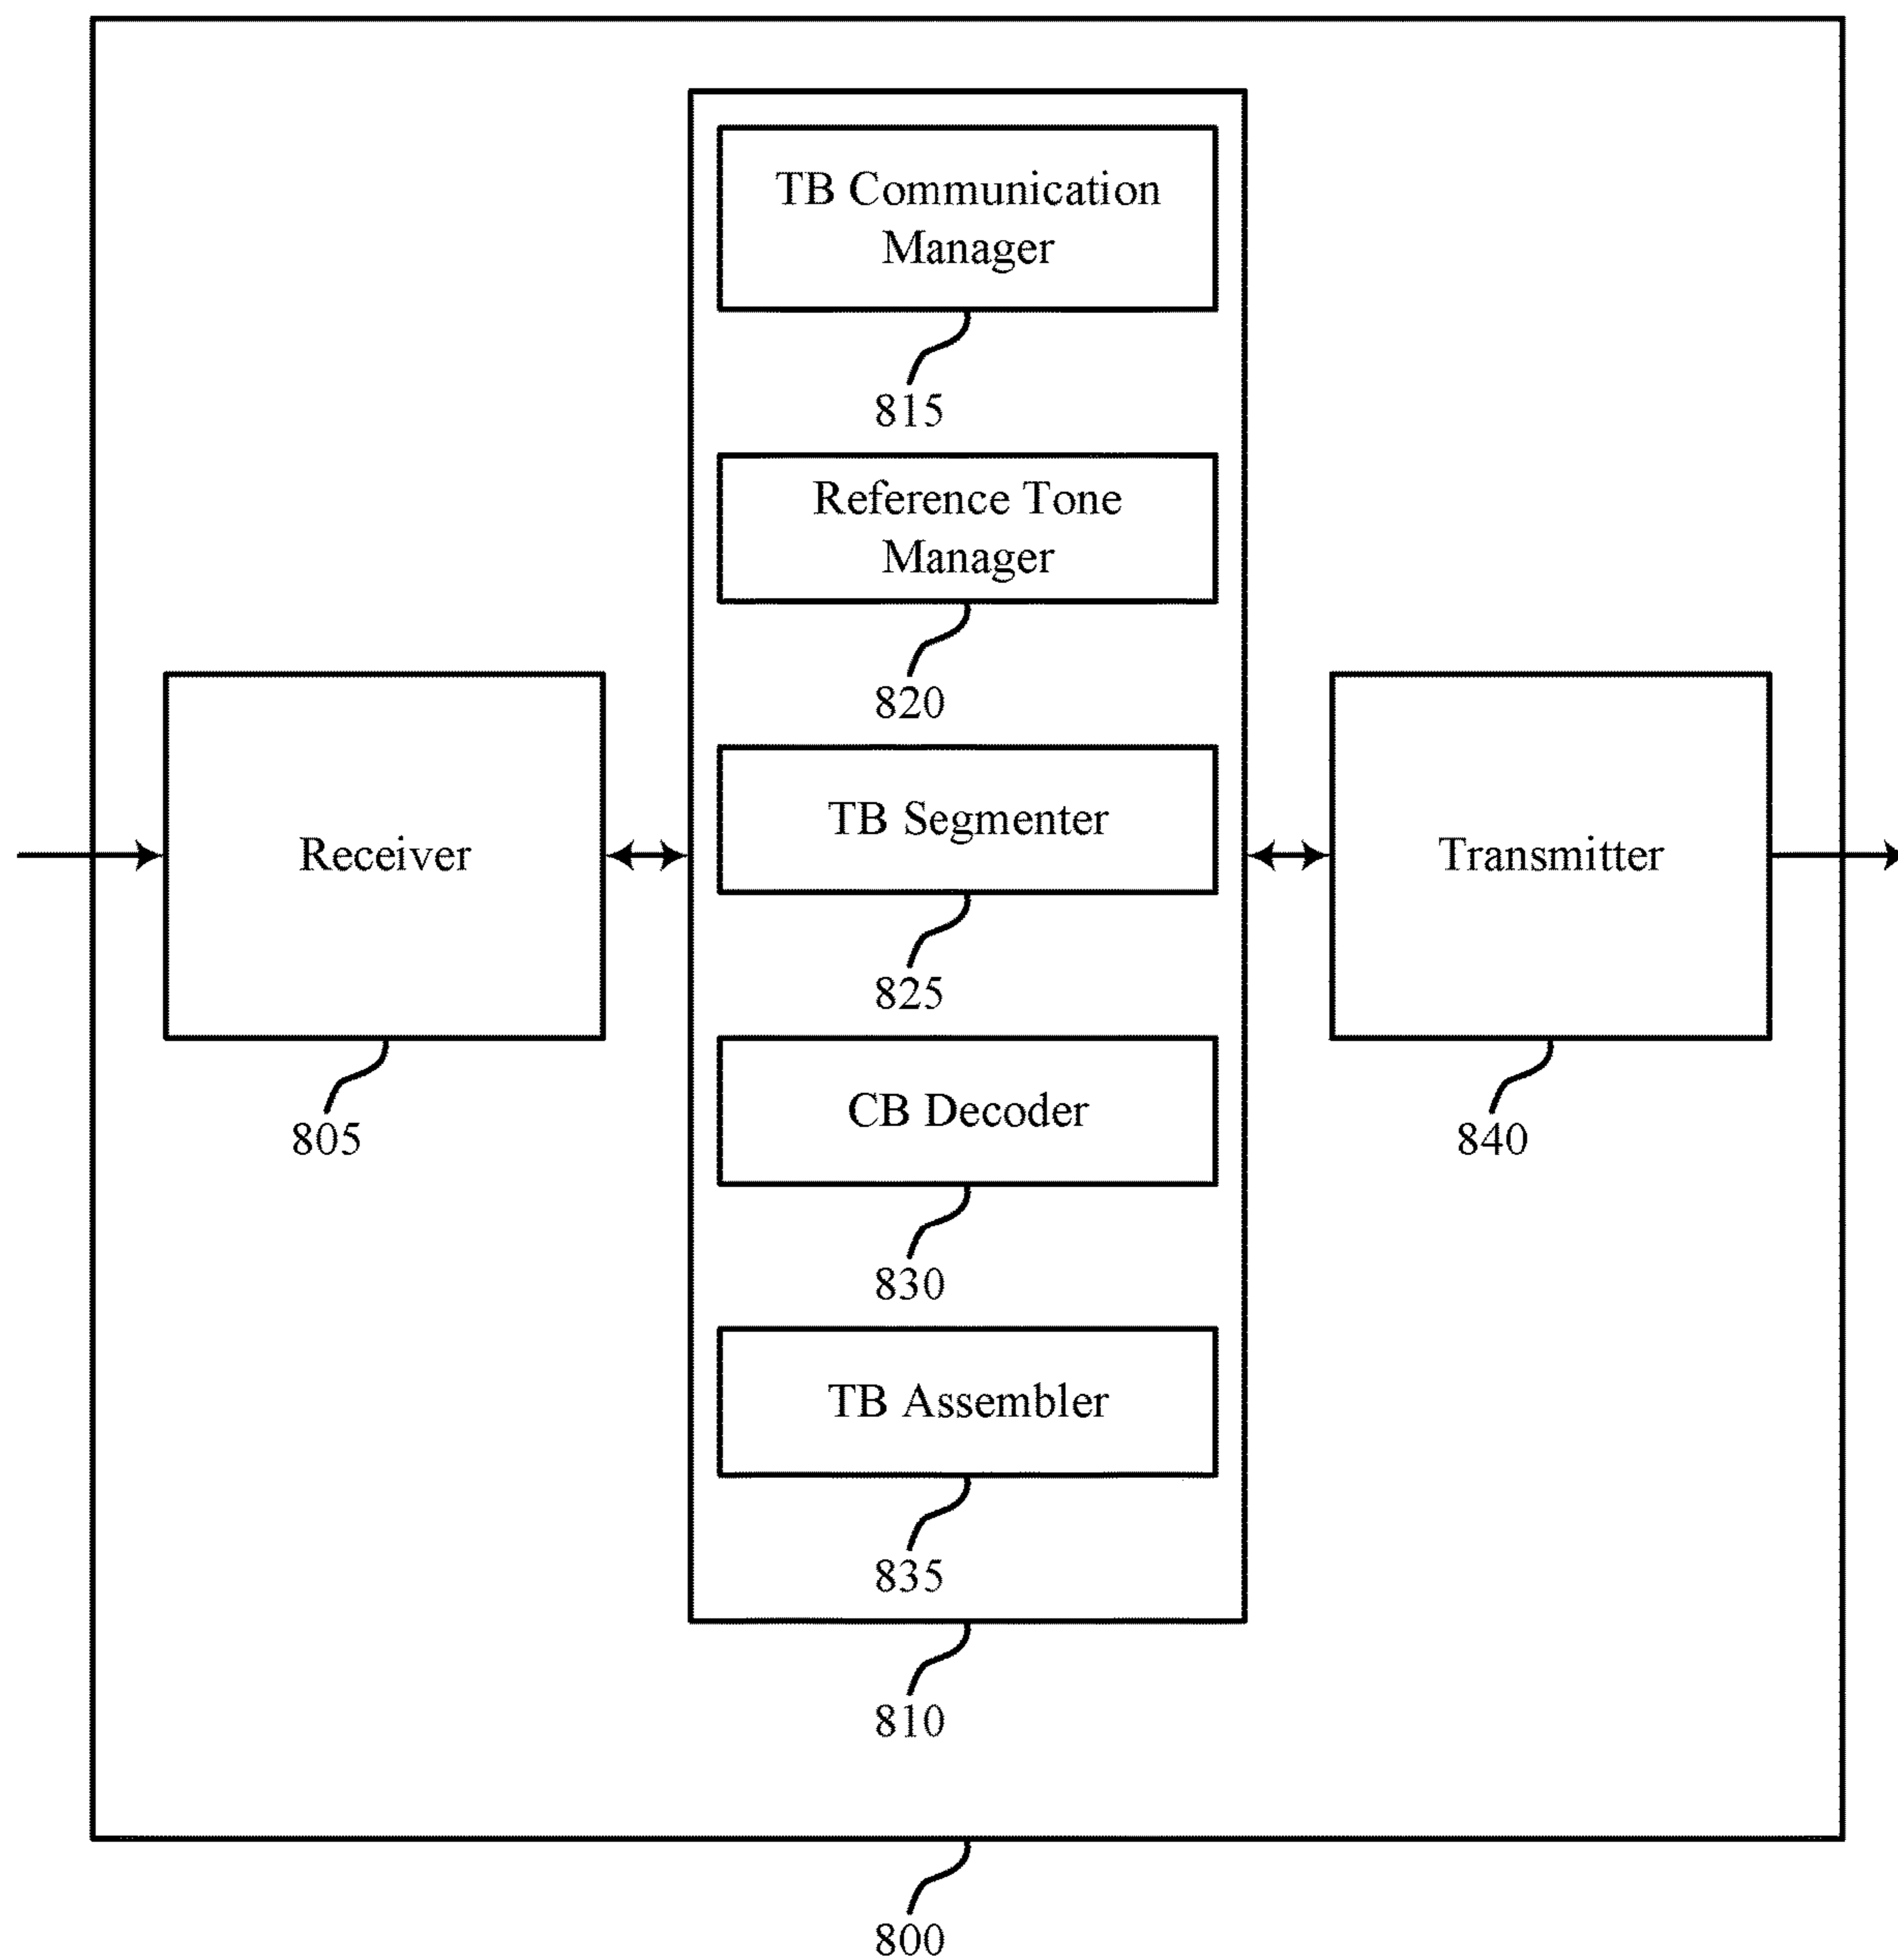 TB Communication
Manager
815
Reference Tone
Manager
820
Receiver
805
TB Segmenter
825
Transmitter
840
CB Decoder
830
TB Assembler
835
810
800